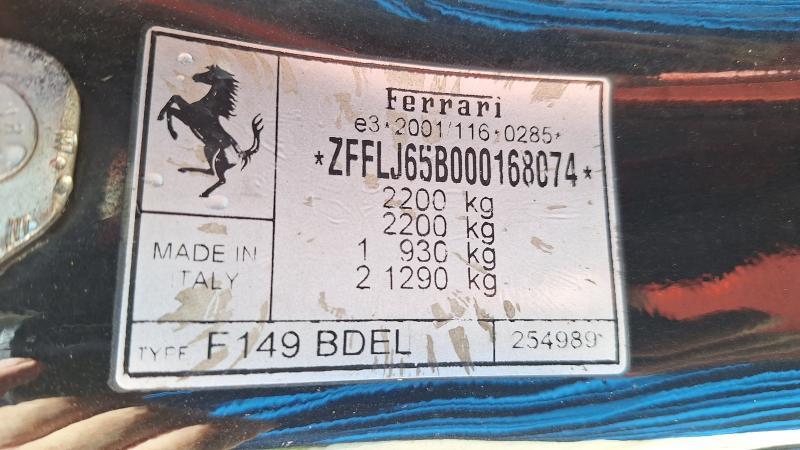 Ferrari
e3*2001/116*0285*
*ZFFLJ65B000168074*
2200 kg
2200 kg
1 930 kg
2 1290 kg
MADE IN
ITALY
TYPE F149 BDEL
254989